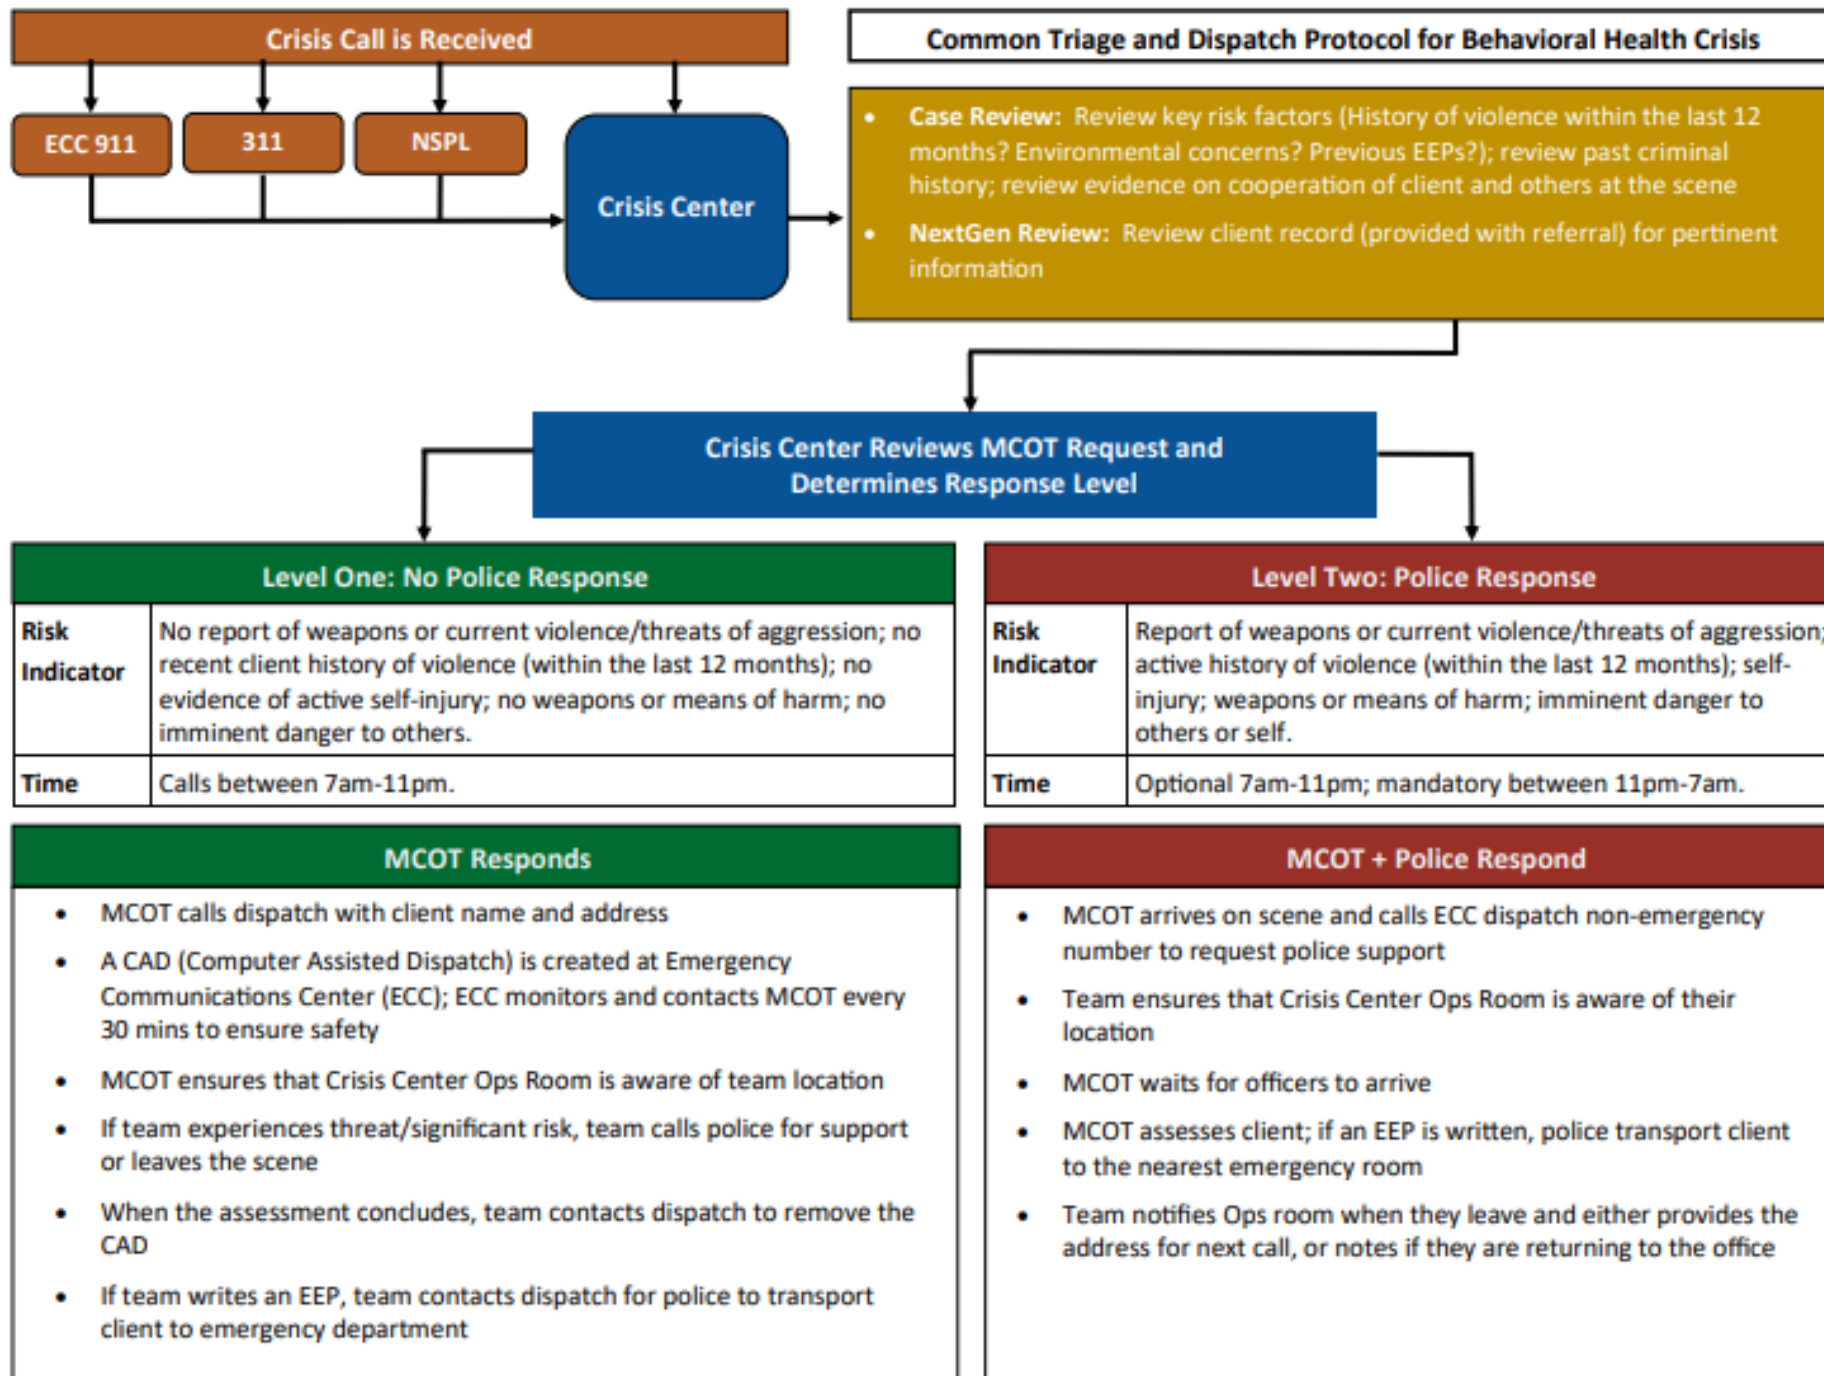 Crisis Call is Received
Common Triage and Dispatch Protocol for Behavioral Health Crisis
ECC 911
311
NSPL
Crisis Center
• Case Review: Review key risk factors (History of violence within the last 12
months? Environmental concerns? Previous EEPs?); review past criminal
history; review evidence on cooperation of client and others at the scene
• NextGen Review: Review client record (provided with referral) for pertinent
information
Crisis Center Reviews MCOT Request and
Determines Response Level
Level One: No Police Response
Risk
Indicator
No report of weapons or current violence/threats of aggression; no
recent client history of violence (within the last 12 months); no
evidence of active self-injury; no weapons or means of harm; no
imminent danger to others.
Time
Calls between 7am-11pm.
Level Two: Police Response
Risk
Indicator
Report of weapons or current violence/threats of aggression;
active history of violence (within the last 12 months); self-
injury; weapons or means of harm; imminent danger to
others or self.
Time
Optional 7am-11pm; mandatory between 11pm-7am.
MCOT Responds
• MCOT calls dispatch with client name and address
• A CAD (Computer Assisted Dispatch) is created at Emergency
Communications Center (ECC); ECC monitors and contacts MCOT every
30 mins to ensure safety
• MCOT ensures that Crisis Center Ops Room is aware of team location
• If team experiences threat/significant risk, team calls police for support
or leaves the scene
• When the assessment concludes, team contacts dispatch to remove the
CAD
• If team writes an EEP, team contacts dispatch for police to transport
client to emergency department
MCOT + Police Respond
• MCOT arrives on scene and calls ECC dispatch non-emergency
number to request police support
• Team ensures that Crisis Center Ops Room is aware of their
location
• MCOT waits for officers to arrive
• MCOT assesses client; if an EEP is written, police transport client
to the nearest emergency room
• Team notifies Ops room when they leave and either provides the
address for next call, or notes if they are returning to the office